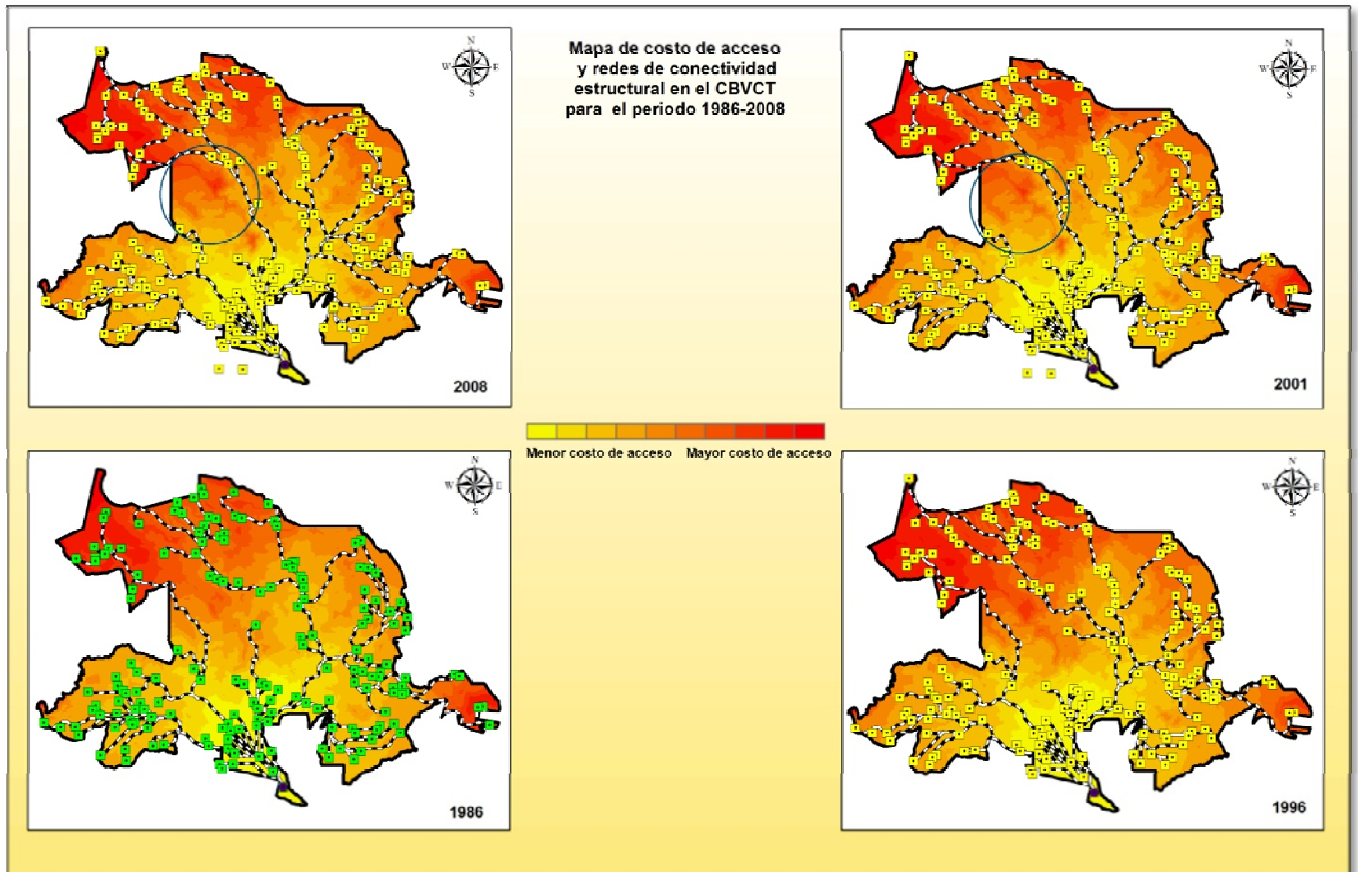 Mapa de costo de acceso
y redes de conectividad
estructural en el CBVCT
para el periodo 1986-2008
N
W E
S
2008
N
W E
S
2001
Menor costo de acceso Mayor costo de acceso
N
W E
S
1986
N
W E
S
1996